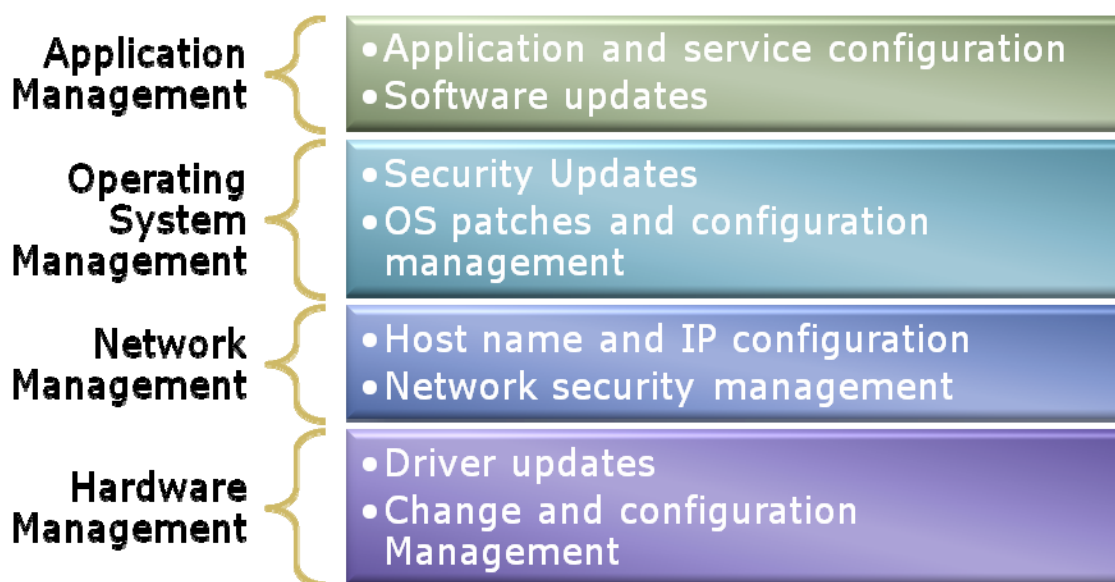 Application
Management
• Application and service configuration
• Software updates
Operating
System
Management
• Security Updates
• OS patches and configuration
management
Network
Management
• Host name and IP configuration
• Network security management
Hardware
Management
• Driver updates
• Change and configuration
Management